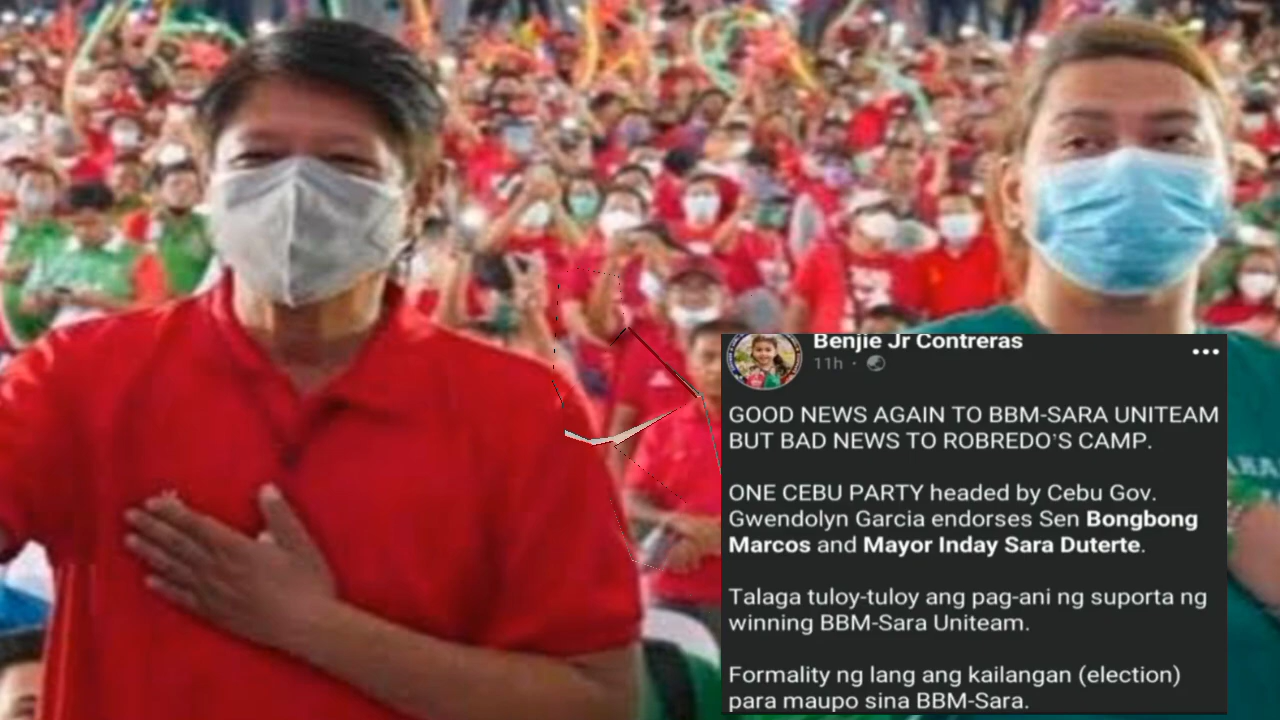 Benjie Jr Contreras
11h ·
GOOD NEWS AGAIN TO BBM-SARA UNITEAM
BUT BAD NEWS TO ROBREDO'S CAMP.
ONE CEBU PARTY headed by Cebu Gov.
Gwendolyn Garcia endorses Sen Bongbong
Marcos and Mayor Inday Sara Duterte.
Talaga tuloy-tuloy ang pag-ani ng suporta ng
winning BBM-Sara Uniteam.
Formality ng lang ang kailangan (election)
para maupo sina BBM-Sara.